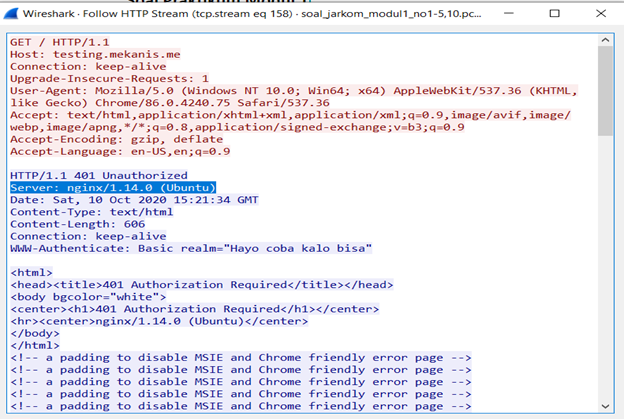 Wireshark · Follow HTTP Stream (tcp.stream eq 158) · soal_jarkom_modul1_no1-5,10.pc...
GET / HTTP/1.1
Host: testing.mekanis.me
Connection: keep-alive
Upgrade-Insecure-Requests: 1
User-Agent: Mozilla/5.0 (Windows NT 10.0; Win64; x64) AppleWebKit/537.36 (KHTML,
like Gecko) Chrome/86.0.4240.75 Safari/537.36
Accept: text/html,application/xhtml+xml,application/xml;q=0.9,image/avif,image/
webp,image/apng,*/*;q=0.8,application/signed-exchange;v=b3;q=0.9
Accept-Encoding: gzip, deflate
Accept-Language: en-US,en;q=0.9
HTTP/1.1 401 Unauthorized
Server: nginx/1.14.0 (Ubuntu)
Date: Sat, 10 Oct 2020 15:21:34 GMT
Content-Type: text/html
Content-Length: 606
Connection: keep-alive
WWW-Authenticate: Basic realm="Hayo coba kalo bisa"
<html>
<head><title>401 Authorization Required</title></head>
<body bgcolor="white">
<center><h1>401 Authorization Required</h1></center>
<hr><center>nginx/1.14.0 (Ubuntu)</center>
</body>
</html>
<!-- a padding to disable MSIE and Chrome friendly error page -->
<!-- a padding to disable MSIE and Chrome friendly error page -->
<!-- a padding to disable MSIE and Chrome friendly error page -->
<!-- a padding to disable MSIE and Chrome friendly error page -->
<!-- a padding to disable MSIE and Chrome friendly error page -->